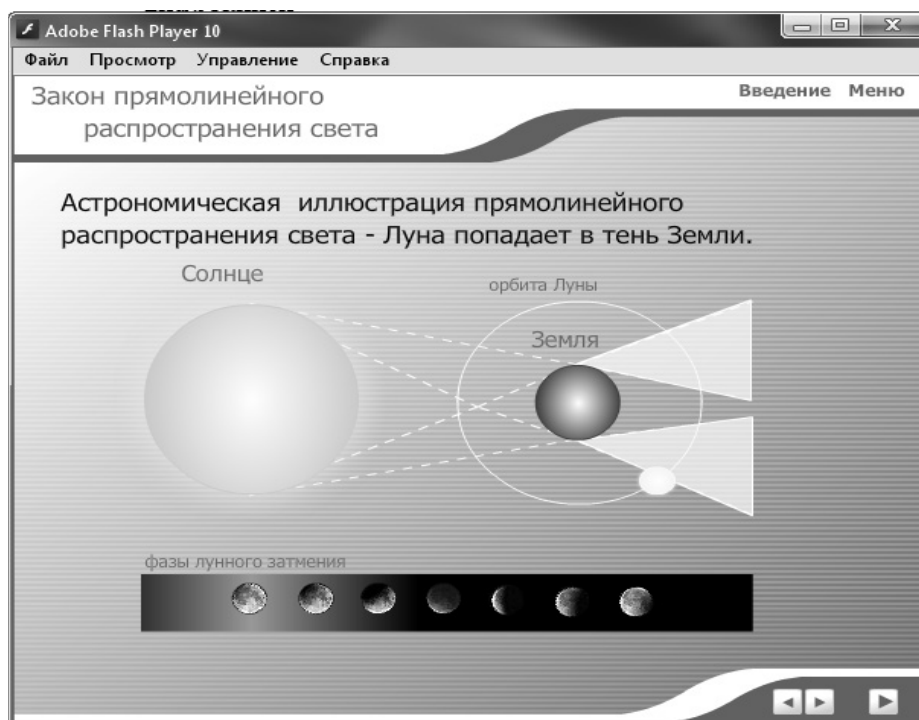 Adobe Flash Player 10
Файл Просмотр Управление Справка
Закон прямолинейного
распространения света
Введение Меню
Астрономическая иллюстрация прямолинейного
распространения света - Луна попадает в тень Земли.
Солнце
орбита Луны
Земля
фазы лунного затмения